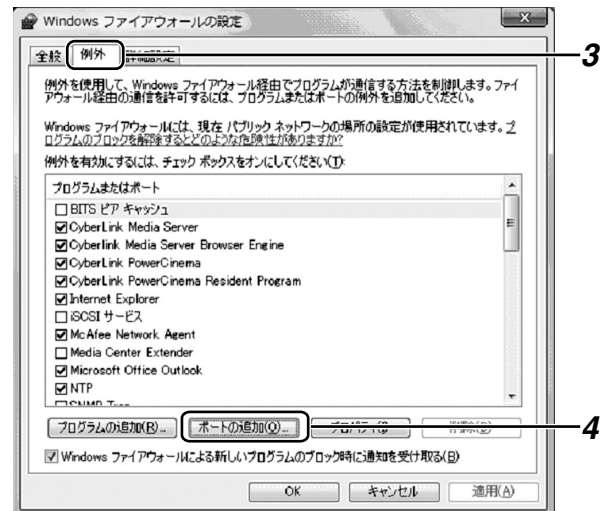 Windows ファイアウォールの設定
全般 例外 詳細設定
3
例外を使用して、Windows ファイアウォール経由でプログラムが通信する方法を制御します。ファイ
アウォール経由の通信を許可するには、プログラムまたはポートの例外を追加してください。
Windows ファイアウォールには、現在 パブリック ネットワークの場所の設定が使用されています。プ
ログラムのブロックを解除するとどのような危険性がありますか?
例外を有効にするには、チェック ボックスをオンにしてください(T):
プログラムまたはポート
BITS ピア キャッシュ
CyberLink Media Server
Cyberlink Media Server Browser Engine
CyberLink PowerCinema
CyberLink PowerCinema Resident Program
Internet Explorer
iSCSI サービス
McAfee Network Agent
Media Center Extender
Microsoft Office Outlook
NTP
SNMP Trap
プログラムの追加(R)... ポートの追加(O)... プロパティ(I) 削除(D)
4
Windows ファイアウォールによる新しいプログラムのブロック時に通知を受け取る(B)
OK キャンセル 適用(A)